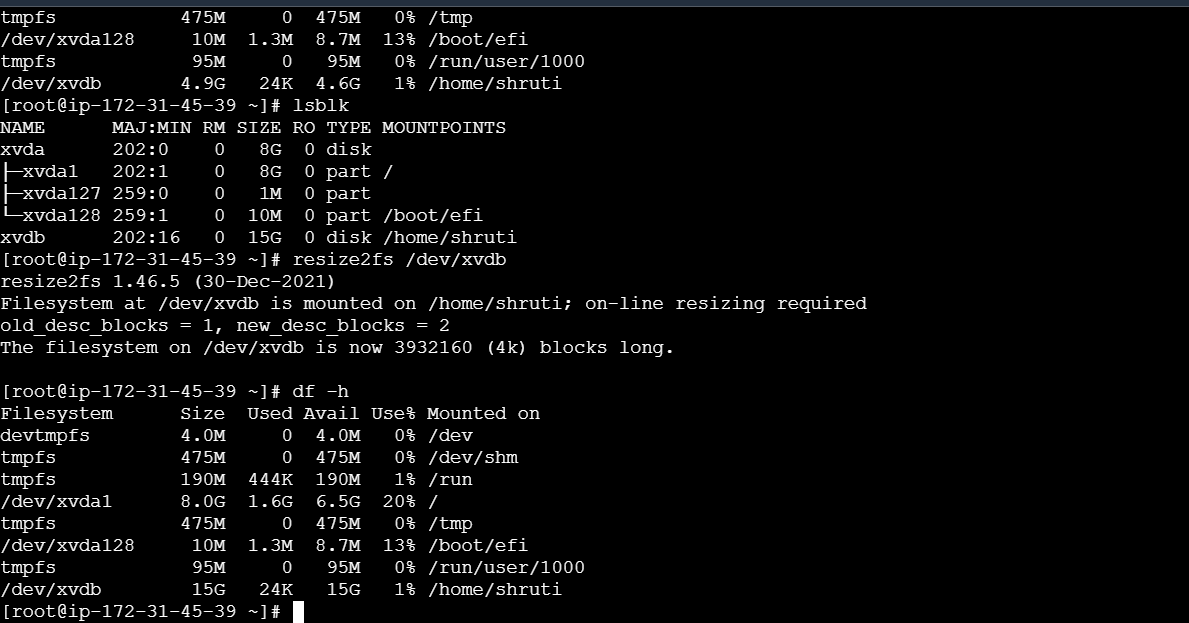 tmpfs           475M     0  475M   0% /tmp
/dev/xvda128     10M  1.3M  8.7M  13% /boot/efi
tmpfs            95M     0   95M   0% /run/user/1000
/dev/xvdb       4.9G   24K  4.6G   1% /home/shruti
[root@ip-172-31-45-39 ~]# lsblk
NAME      MAJ:MIN RM SIZE RO TYPE MOUNTPOINTS
xvda      202:0    0   8G  0 disk
├─xvda1   202:1    0   8G  0 part /
├─xvda127 259:0    0   1M  0 part
└─xvda128 259:1    0  10M  0 part /boot/efi
xvdb      202:16   0  15G  0 disk /home/shruti
[root@ip-172-31-45-39 ~]# resize2fs /dev/xvdb
resize2fs 1.46.5 (30-Dec-2021)
Filesystem at /dev/xvdb is mounted on /home/shruti; on-line resizing required
old_desc_blocks = 1, new_desc_blocks = 2
The filesystem on /dev/xvdb is now 3932160 (4k) blocks long.

[root@ip-172-31-45-39 ~]# df -h
Filesystem      Size  Used Avail Use% Mounted on
devtmpfs        4.0M     0  4.0M   0% /dev
tmpfs           475M     0  475M   0% /dev/shm
tmpfs           190M  444K  190M   1% /run
/dev/xvda1      8.0G  1.6G  6.5G  20% /
tmpfs           475M     0  475M   0% /tmp
/dev/xvda128     10M  1.3M  8.7M  13% /boot/efi
tmpfs            95M     0   95M   0% /run/user/1000
/dev/xvdb        15G   24K   15G   1% /home/shruti
[root@ip-172-31-45-39 ~]#